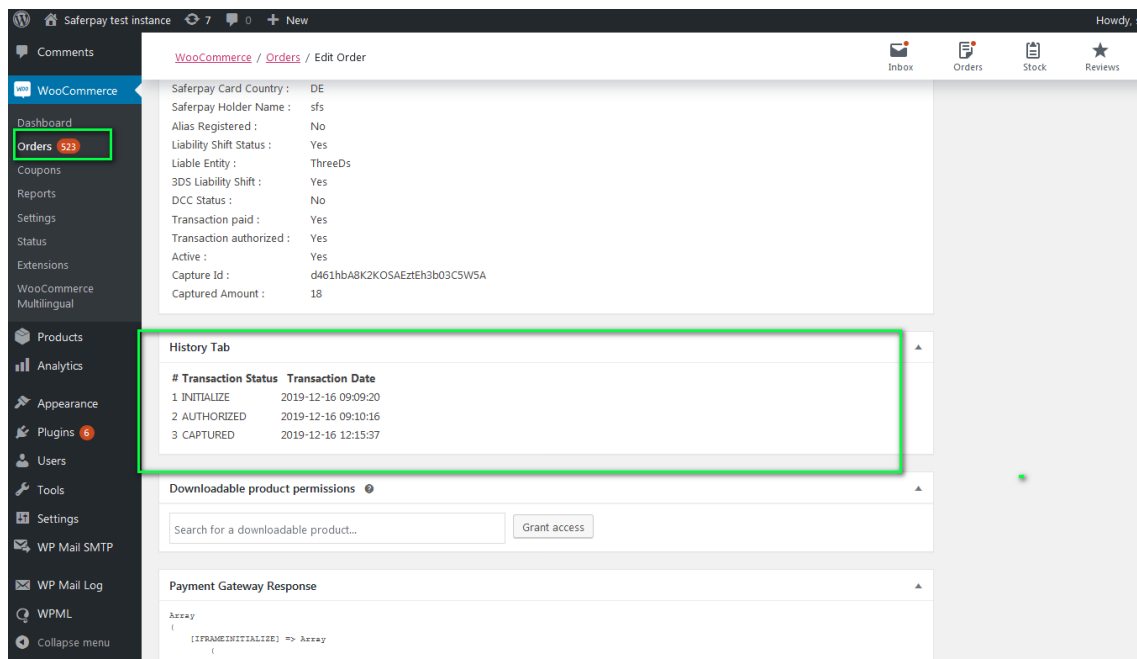 Saferpay test instance 7 0 + New Howdy,
Comments
WooCommerce
Dashboard
Orders 523
Coupons
Reports
Settings
Status
Extensions
WooCommerce
Multilingual
Products
Analytics
Appearance
Plugins 6
Users
Tools
Settings
WP Mail SMTP
WP Mail Log
WPML
Collapse menu
WooCommerce / Orders / Edit Order
Inbox
Orders
Stock
Reviews
Saferpay Card Country : DE
Saferpay Holder Name : sfs
Alias Registered : No
Liability Shift Status : Yes
Liable Entity : ThreeDs
3DS Liability Shift : Yes
DCC Status : No
Transaction paid : Yes
Transaction authorized : Yes
Active : Yes
Capture Id : d461hbA8K2KOSAEztEh3b03C5W5A
Captured Amount : 18
History Tab
# Transaction Status Transaction Date
1 INITIALIZE 2019-12-16 09:09:20
2 AUTHORIZED 2019-12-16 09:10:16
3 CAPTURED 2019-12-16 12:15:37
Downloadable product permissions
Search for a downloadable product...
Grant access
Payment Gateway Response
Array
(
[IFRAMEINITIALIZE] => Array
(